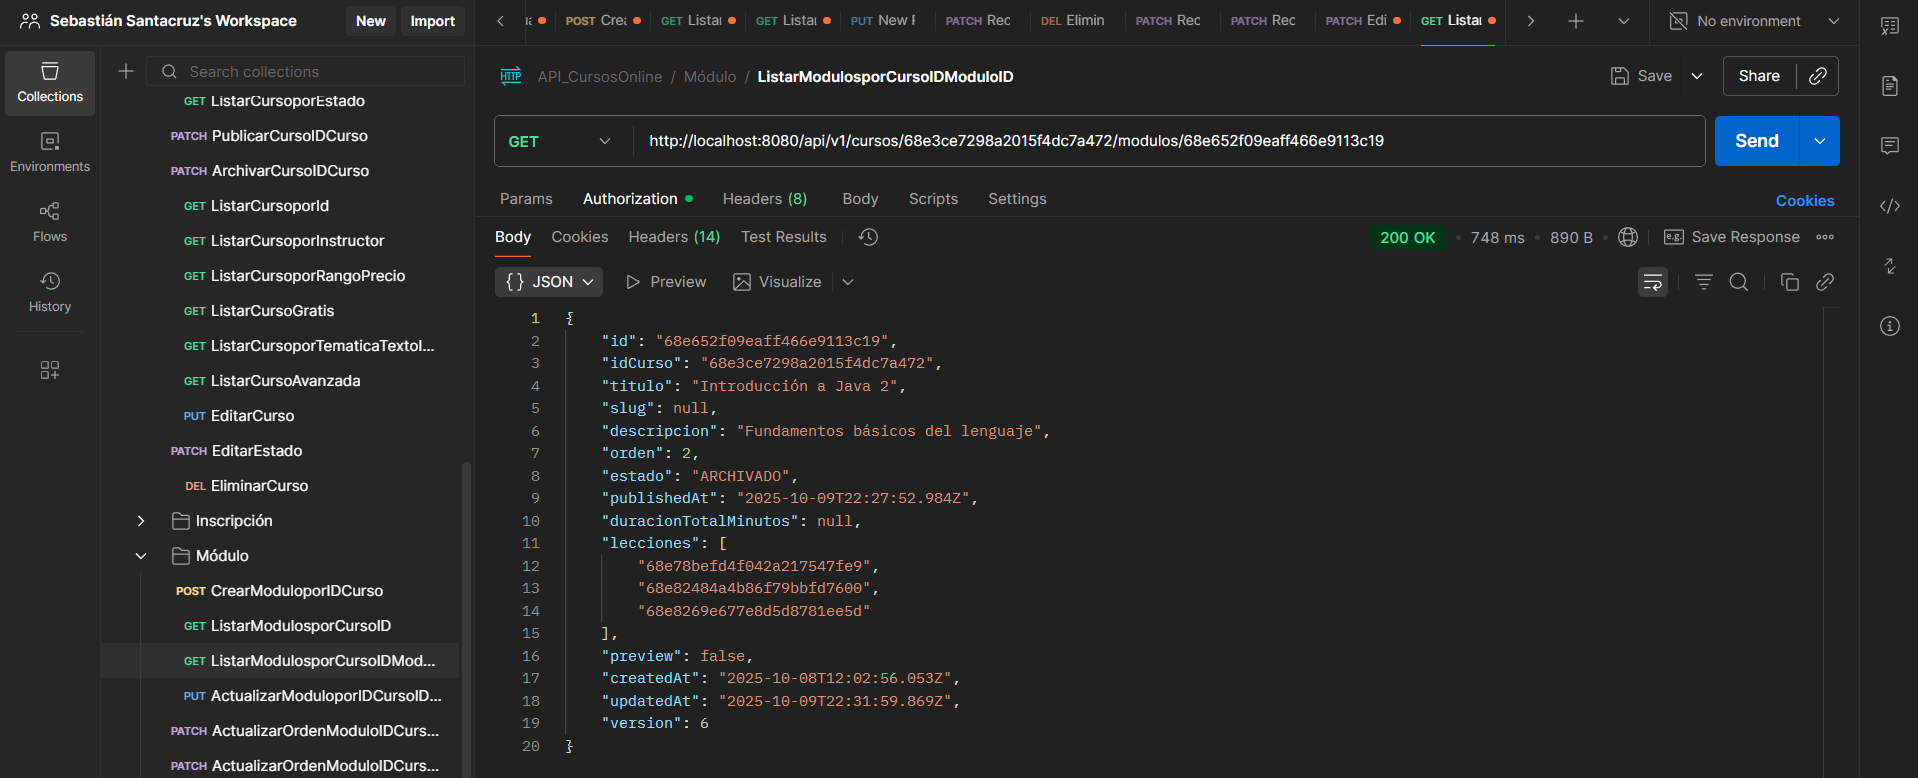 Sebastián Santacruz's Workspace
New
Import
POST Cre
GET Listar
GET Listar
PUT New F
PATCH Rec
DEL Elimin
PATCH Rec
PATCH Rec
PATCH Edi
GET Listar
No environment
Collections
Environments
Flows
History
Search collections
GET ListarCursoporEstado
PATCH PublicarCursoIDCurso
PATCH ArchivarCursoIDCurso
GET ListarCursoporId
GET ListarCursoporInstructor
GET ListarCursoporRangoPrecio
GET ListarCursoGratis
GET ListarCursoporTematicaTextoI...
GET ListarCursoAvanzada
PUT EditarCurso
PATCH EditarEstado
DEL EliminarCurso
Inscripción
Módulo
POST CrearModuloporIDCurso
GET ListarModulosporCursoID
GET ListarModulosporCursoIDMod...
PUT ActualizarModuloporIDCursoID...
PATCH ActualizarOrdenModuloIDCurs...
PATCH ActualizarOrdenModuloIDCurs...
HTTP API_CursosOnline / Módulo / ListarModulosporCursoIDModuloID
Save
Share
GET http://localhost:8080/api/v1/cursos/68e3ce7298a2015f4dc7a472/modulos/68e652f09eaff466e9113c19
Send
Params Authorization Headers (8) Body Scripts Settings
Cookies
Body Cookies Headers (14) Test Results
200 OK • 748 ms • 890 B
e.g. Save Response
{} JSON Preview Visualize
1 {
2 "id": "68e652f09eaff466e9113c19",
3 "idCurso": "68e3ce7298a2015f4dc7a472",
4 "titulo": "Introducción a Java 2",
5 "slug": null,
6 "descripcion": "Fundamentos básicos del lenguaje",
7 "orden": 2,
8 "estado": "ARCHIVADO",
9 "publishedAt": "2025-10-09T22:27:52.984Z",
10 "duracionTotalMinutos": null,
11 "lecciones": [
12 "68e78befd4f042a217547fe9",
13 "68e82484a4b86f79bbfd7600",
14 "68e8269e677e8d5d8781ee5d"
15 ],
16 "preview": false,
17 "createdAt": "2025-10-08T12:02:56.053Z",
18 "updatedAt": "2025-10-09T22:31:59.869Z",
19 "version": 6
20 }